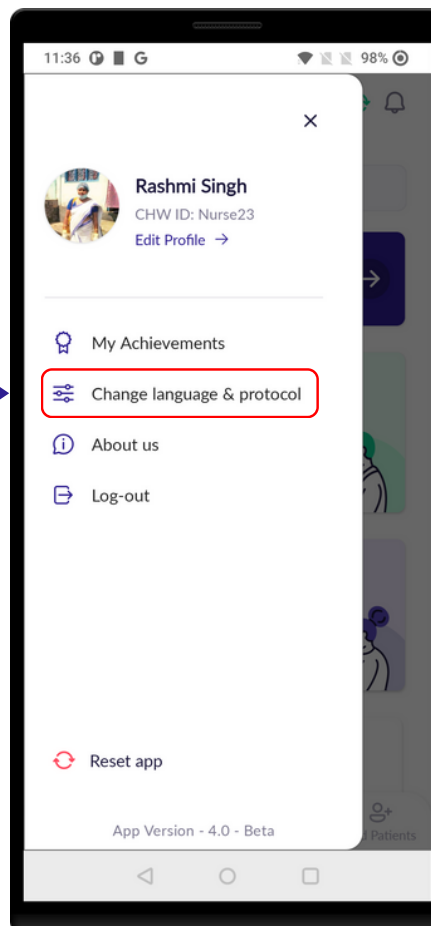 11:36
98%
Rashmi Singh
CHW ID: Nurse23
Edit Profile →
My Achievements
Change language & protocol
About us
Log-out
Reset app
App Version - 4.0 - Beta
Patients